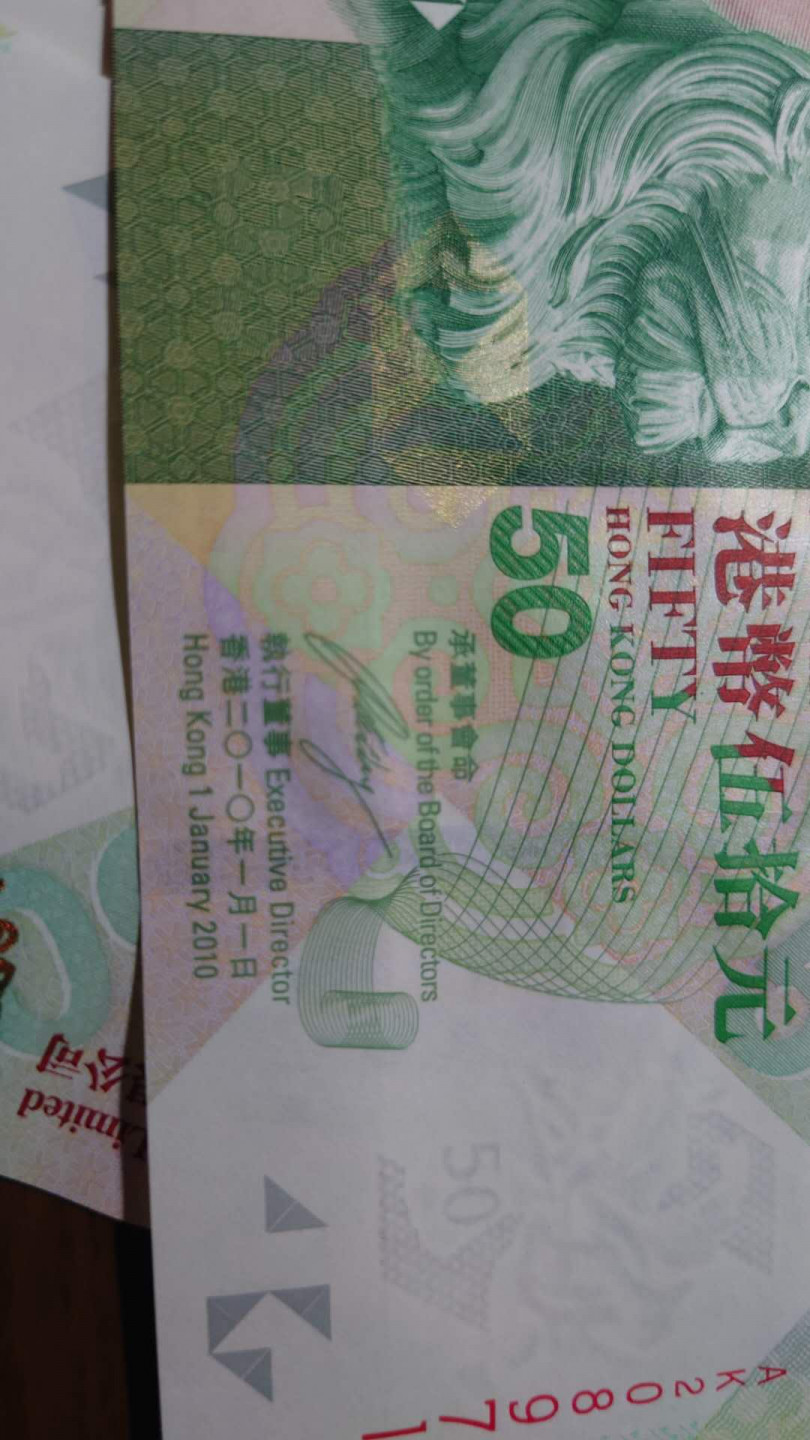 港幣伍拾元
FIFTY
HONG KONG DOLLARS
50
承董事會命
By order of the Board of Directors
執行董事 Executive Director
香港二〇一〇年一月一日
Hong Kong 1 January 2010
50
AK208971
公司
Limited